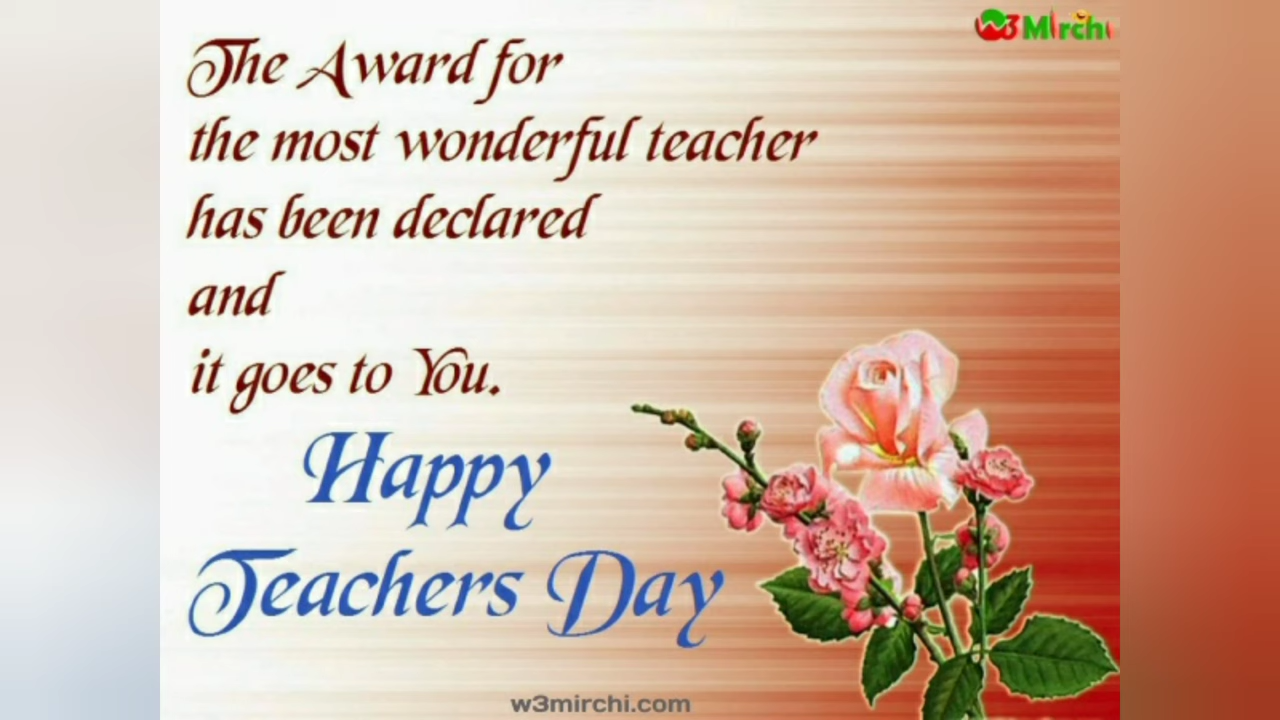 W3Mirchi
The Award for
the most wonderful teacher
has been declared
and
it goes to You.
Happy
Teachers Day
w3mirchi.com